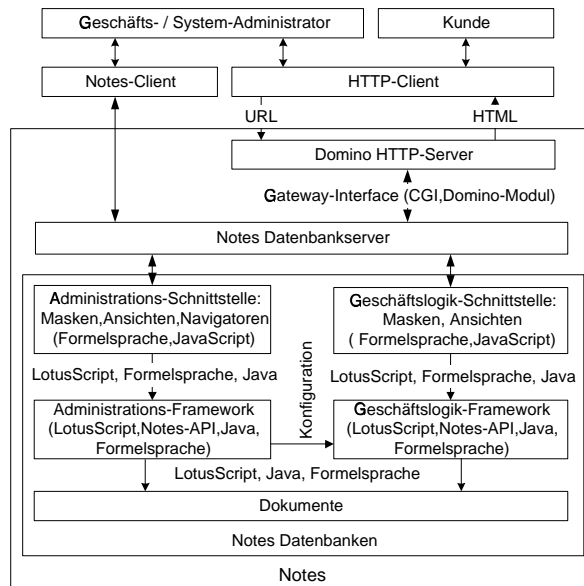 Geschäfts- / System-Administrator
Kunde
Notes-Client
HTTP-Client
URL
HTML
Domino HTTP-Server
Gateway-Interface (CGI,Domino-Modul)
Notes Datenbankserver
Administrations-Schnittstelle:
Masken,Ansichten,Navigatoren
(Formelsprache,JavaScript)
Geschäftslogik-Schnittstelle:
Masken, Ansichten
( Formelsprache,JavaScript)
LotusScript, Formelsprache, Java
LotusScript, Formelsprache, Java
Konfiguration
Administrations-Framework
(LotusScript,Notes-API,Java,
Formelsprache)
Geschäftslogik-Framework
(LotusScript,Notes-API,Java,
Formelsprache)
LotusScript, Java, Formelsprache
Dokumente
Notes Datenbanken
Notes